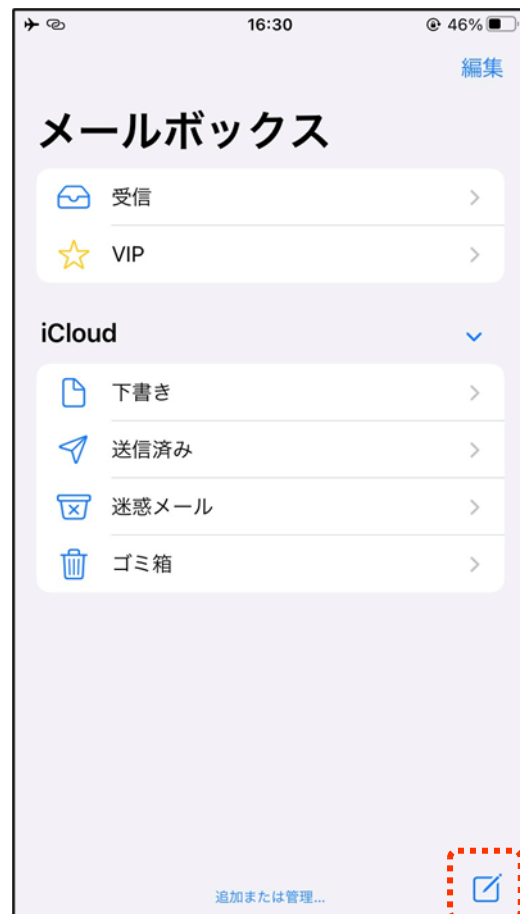 16:30
46%
編集
メールボックス
受信
VIP
iCloud
下書き
送信済み
迷惑メール
ゴミ箱
追加または管理...